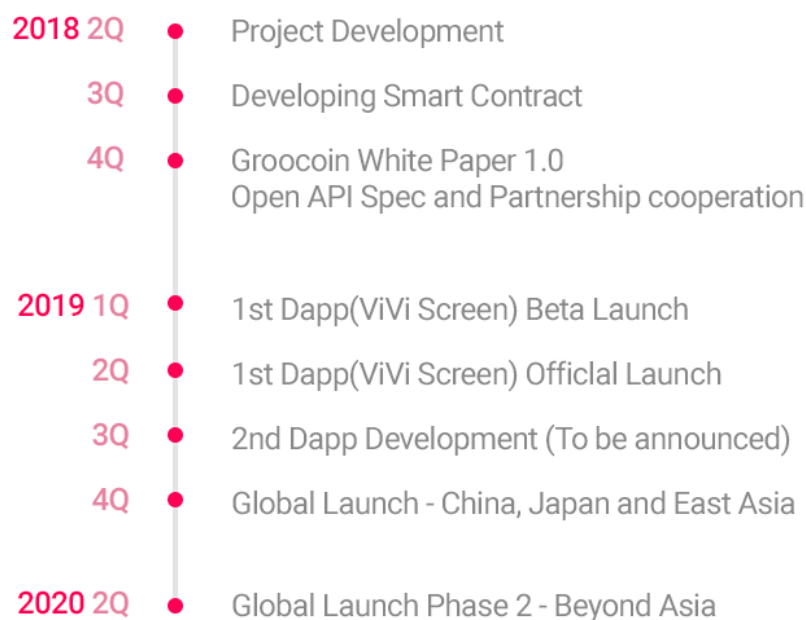 2018 2Q Project Development
3Q Developing Smart Contract
4Q Groocoin White Paper 1.0
Open API Spec and Partnership cooperation
2019 1Q 1st Dapp(ViVi Screen) Beta Launch
2Q 1st Dapp(ViVi Screen) Officlal Launch
3Q 2nd Dapp Development (To be announced)
4Q Global Launch - China, Japan and East Asia
2020 2Q Global Launch Phase 2 - Beyond Asia